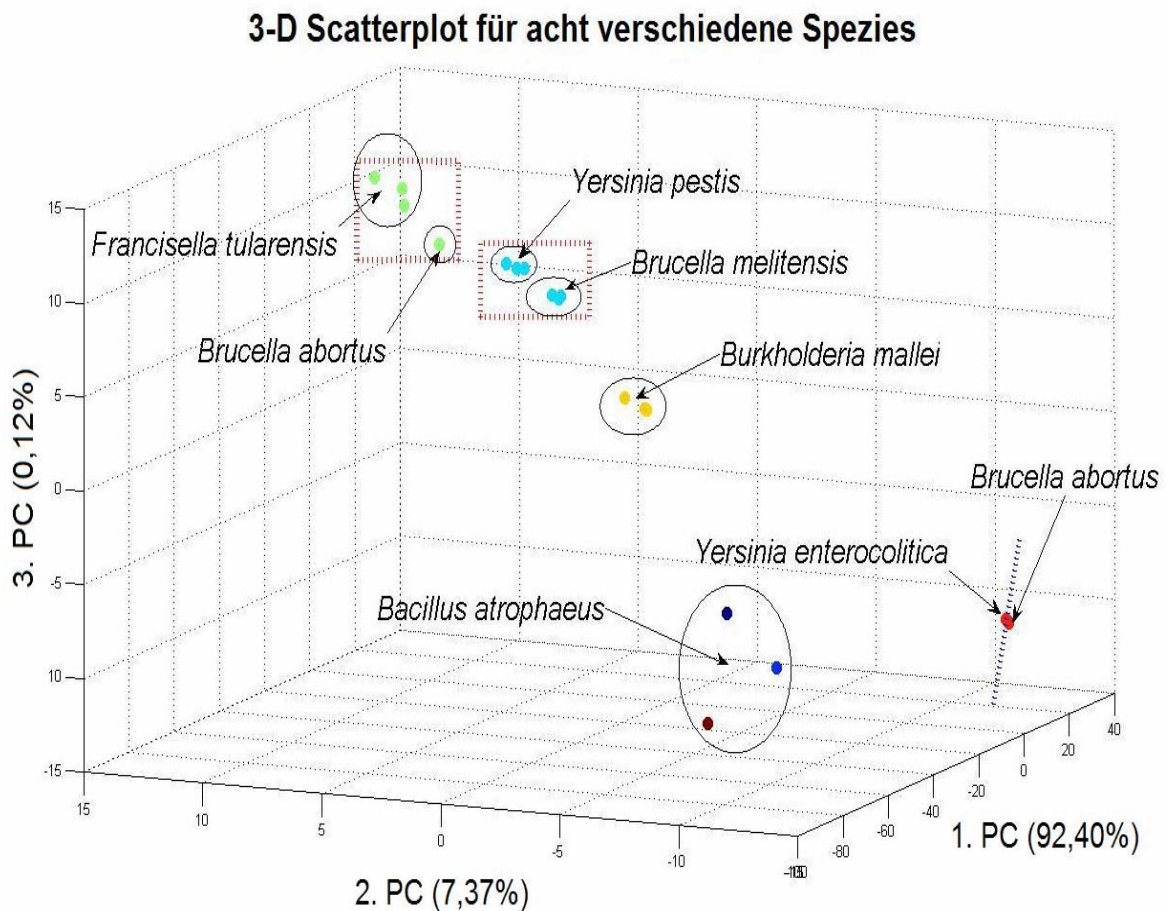 3-D Scatterplot für acht verschiedene Spezies
Yersinia pestis
Francisella tularensis
Brucella melitensis
Brucella abortus
Burkholderia mallei
Brucella abortus
Yersinia enterocolitica
Bacillus atrophaeus
3. PC (0,12%)
15
10
5
0
-5
10
-15
15
10
5
0
-5
-10
2. PC (7,37%)
-80
-60
-40
-20
0
20
40
1. PC (92,40%)